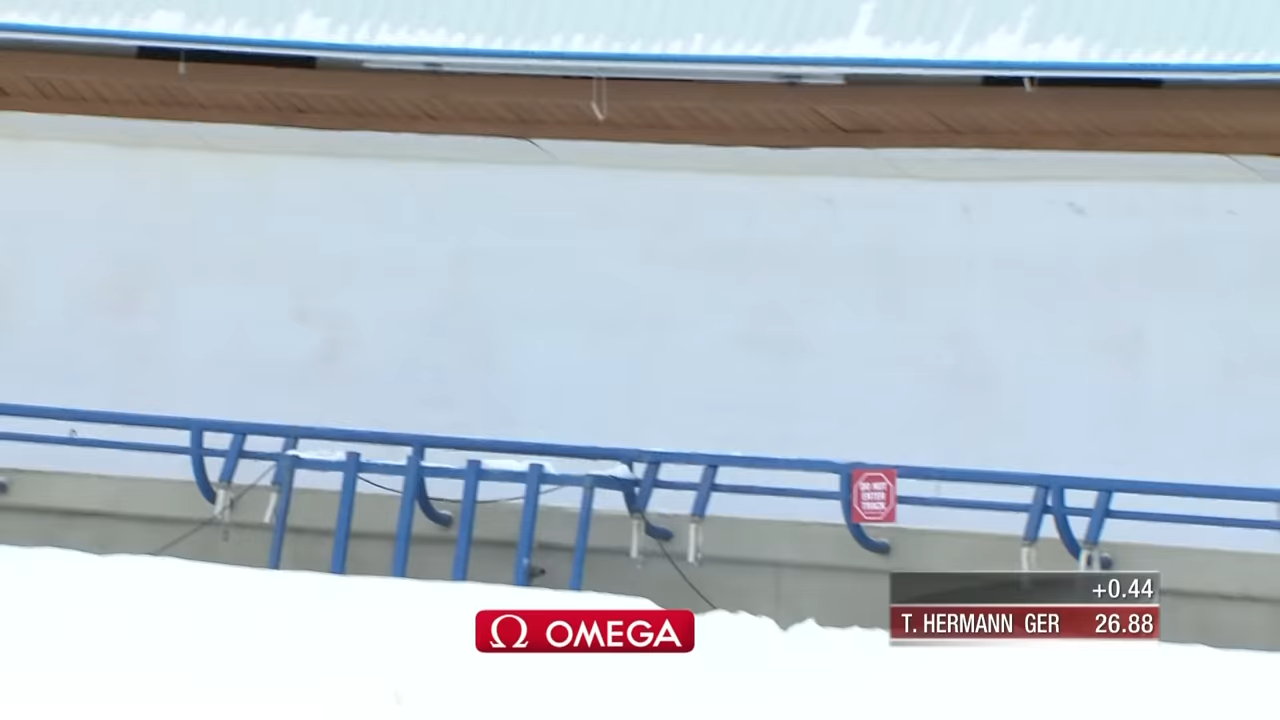 DO NOT
ENTER
TRACK
+0.44
T. HERMANN GER 26.88
Ω OMEGA